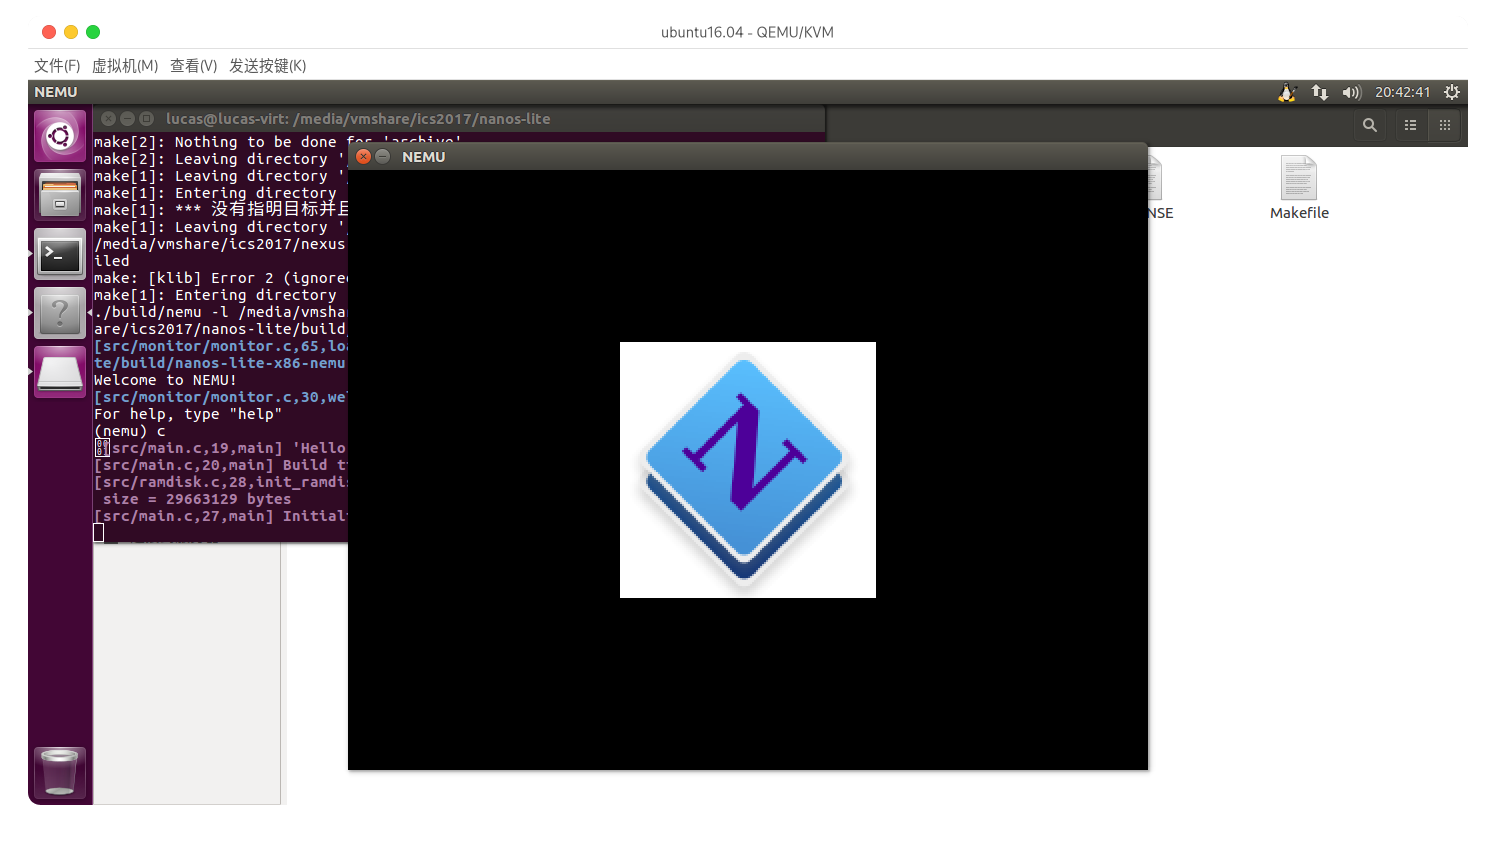 ubuntu16.04 - QEMU/KVM
文件(F) 虚拟机(M) 查看(V) 发送按键(K)
NEMU
20:42:41
lucas@lucas-virt: /media/vmshare/ics2017/nanos-lite
make[2]: Nothing to be done for 'archive'.
make[2]: Leaving directory '
make[1]: Leaving directory '
make[1]: Entering directory
make[1]: *** 没有指明目标并且
make[1]: Leaving directory '
/media/vmshare/ics2017/nexus
iled
make: [klib] Error 2 (ignored
make[1]: Entering directory
./build/nemu -l /media/vmshar
are/ics2017/nanos-lite/build/
[src/monitor/monitor.c,65,loa
te/build/nanos-lite-x86-nemu
Welcome to NEMU!
[src/monitor/monitor.c,30,wel
For help, type "help"
(nemu) c
[src/main.c,19,main] 'Hello
[src/main.c,20,main] Build t
[src/ramdisk.c,28,init_ramdis
size = 29663129 bytes
[src/main.c,27,main] Initial
NEMU
N
NSE
Makefile